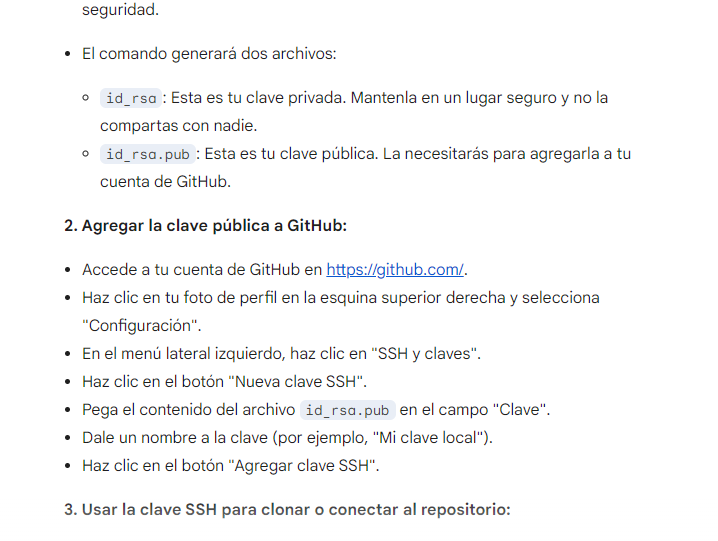 seguridad.
El comando generará dos archivos:
id_rsa : Esta es tu clave privada. Mantenla en un lugar seguro y no la
compartas con nadie.
id_rsa.pub : Esta es tu clave pública. La necesitarás para agregarla a tu
cuenta de GitHub.
2. Agregar la clave pública a GitHub:
Accede a tu cuenta de GitHub en https://github.com/.
Haz clic en tu foto de perfil en la esquina superior derecha y selecciona
"Configuración".
En el menú lateral izquierdo, haz clic en "SSH y claves".
Haz clic en el botón "Nueva clave SSH".
Pega el contenido del archivo id_rsa.pub en el campo "Clave".
Dale un nombre a la clave (por ejemplo, "Mi clave local").
Haz clic en el botón "Agregar clave SSH".
3. Usar la clave SSH para clonar o conectar al repositorio: